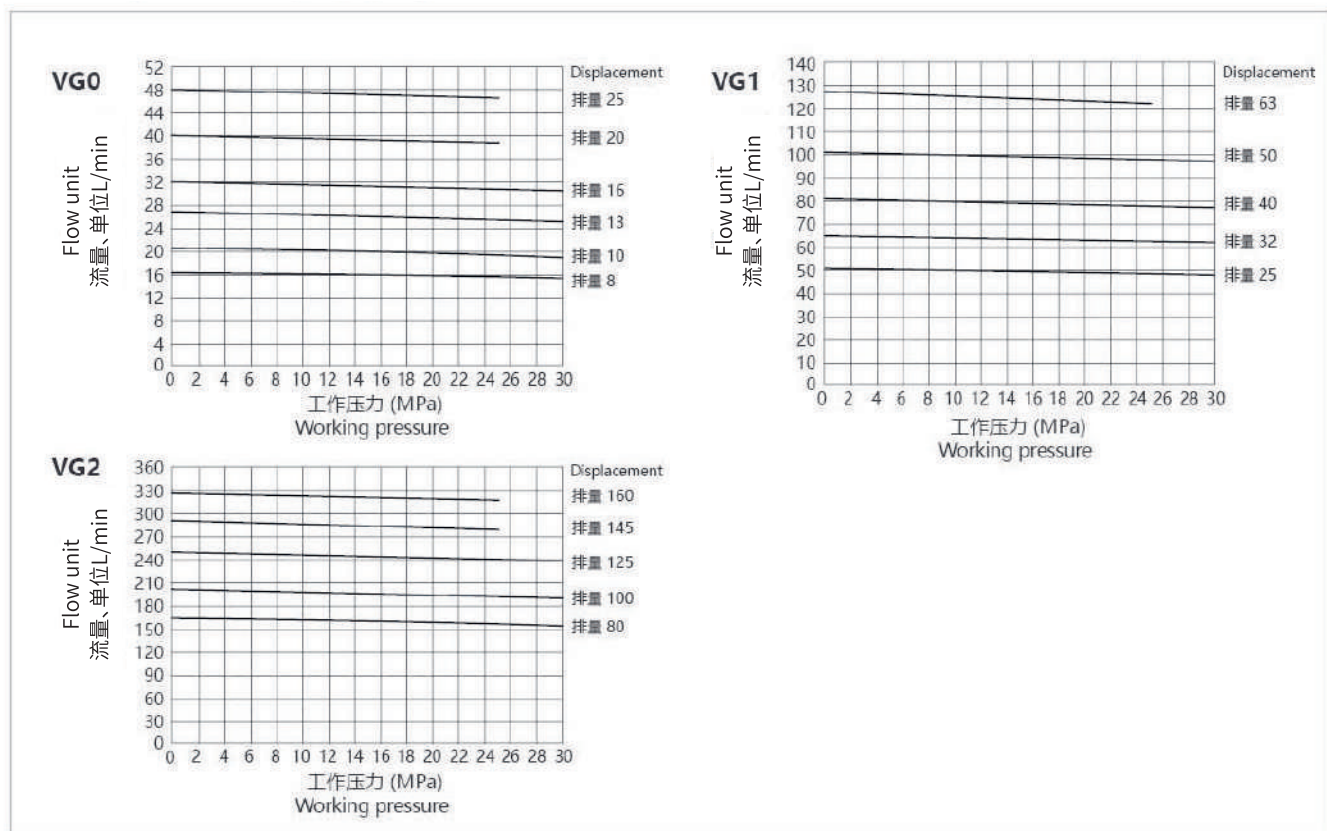 VG0
Flow unit
流量、单位L/min
52
48
44
40
36
32
28
24
20
16
12
8
4
0
0 2 4 6 8 10 12 14 16 18 20 22 24 26 28 30
工作压力 (MPa)
Working pressure
Displacement
排量 25
排量 20
排量 16
排量 13
排量 10
排量 8
VG1
Flow unit
流量、单位L/min
140
130
120
110
100
90
80
70
60
50
40
30
20
10
0
0 2 4 6 8 10 12 14 16 18 20 22 24 26 28 30
工作压力 (MPa)
Working pressure
Displacement
排量 63
排量 50
排量 40
排量 32
排量 25
VG2
Flow unit
流量、单位L/min
360
330
300
270
240
210
180
150
120
90
60
30
0
0 2 4 6 8 10 12 14 16 18 20 22 24 26 28 30
工作压力 (MPa)
Working pressure
Displacement
排量 160
排量 145
排量 125
排量 100
排量 80